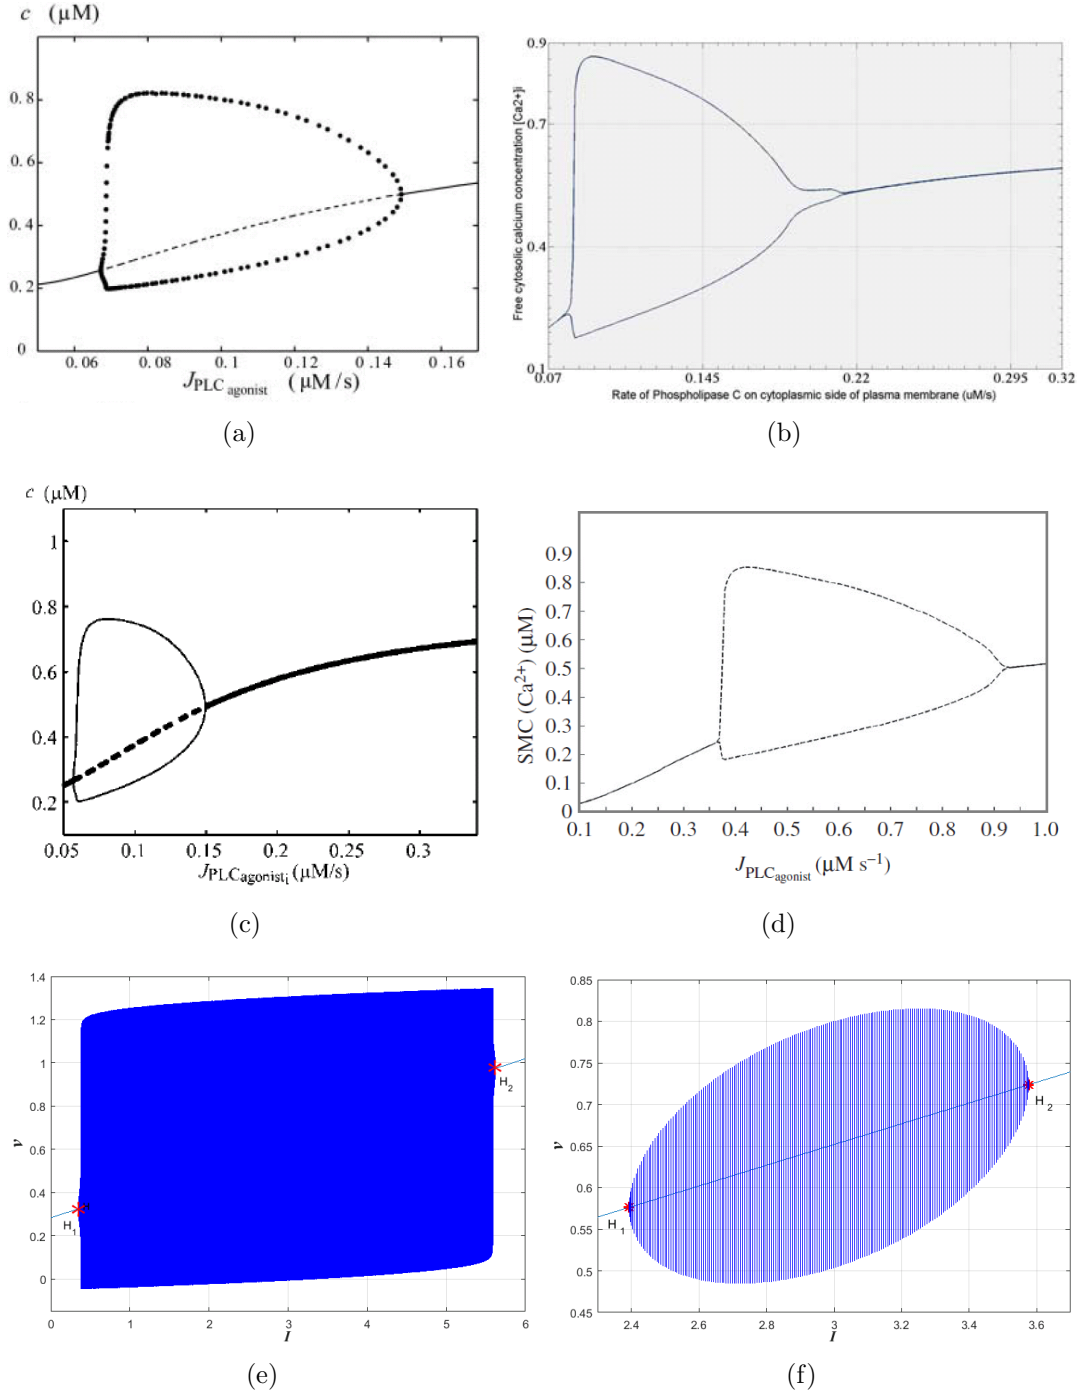 c (μM)
0.8
0.6
0.4
0.2
0
0.06 0.08 0.1 0.12 0.14 0.16
J_PLC agonist (μM/s)
(a)
Free cytosolic calcium concentration [Ca2+]i
0.9
0.7
0.4
0.1
0.07 0.145 0.22 0.295 0.32
Rate of Phospholipase C on cytoplasmic side of plasma membrane (uM/s)
(b)
c (μM)
1
0.8
0.6
0.4
0.2
0.05 0.1 0.15 0.2 0.25 0.3
J_PLCagonist_i (μM/s)
(c)
SMC (Ca²⁺) (μM)
0.9
0.8
0.7
0.6
0.5
0.4
0.3
0.2
0.1
0
0.1 0.2 0.3 0.4 0.5 0.6 0.7 0.8 0.9 1.0
J_PLCagonist (μM s⁻¹)
(d)
v
1.4
1.2
1
0.8
0.6
0.4
0.2
0
H₁
H
H₂
0 1 2 3 4 5 6
I
(e)
v
0.85
0.8
0.75
0.7
0.65
0.6
0.55
0.5
0.45
H₁
H₂
2.4 2.6 2.8 3 3.2 3.4 3.6
I
(f)